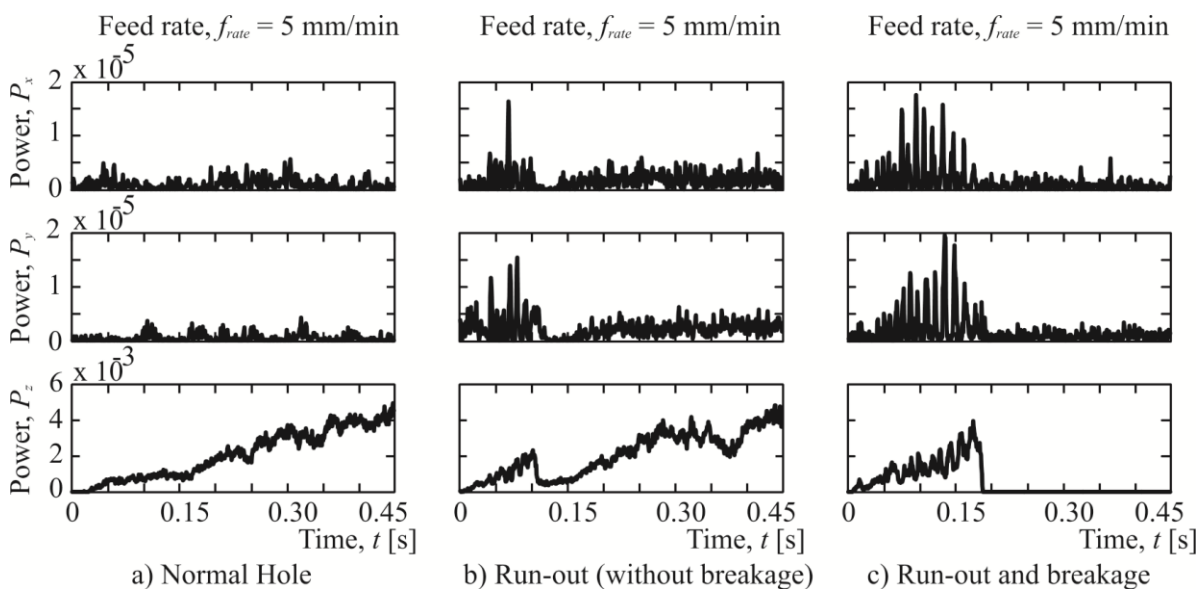 Feed rate, f_rate = 5 mm/min Feed rate, f_rate = 5 mm/min Feed rate, f_rate = 5 mm/min
x 10^-5
Power, P_x
2
1
0
x 10^-5
Power, P_y
2
1
0
x 10^-3
Power, P_z
6
4
2
0
0 0.15 0.30 0.45 0 0.15 0.30 0.45 0 0.15 0.30 0.45
Time, t [s] Time, t [s] Time, t [s]
a) Normal Hole b) Run-out (without breakage) c) Run-out and breakage